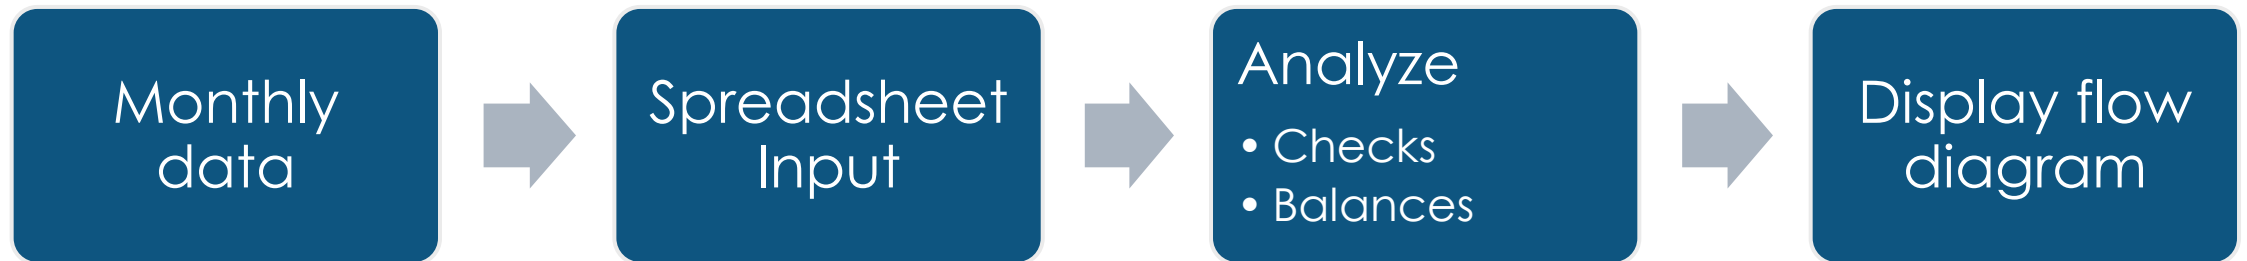 Monthly
data
Spreadsheet
Input
Analyze
• Checks
• Balances
Display flow
diagram